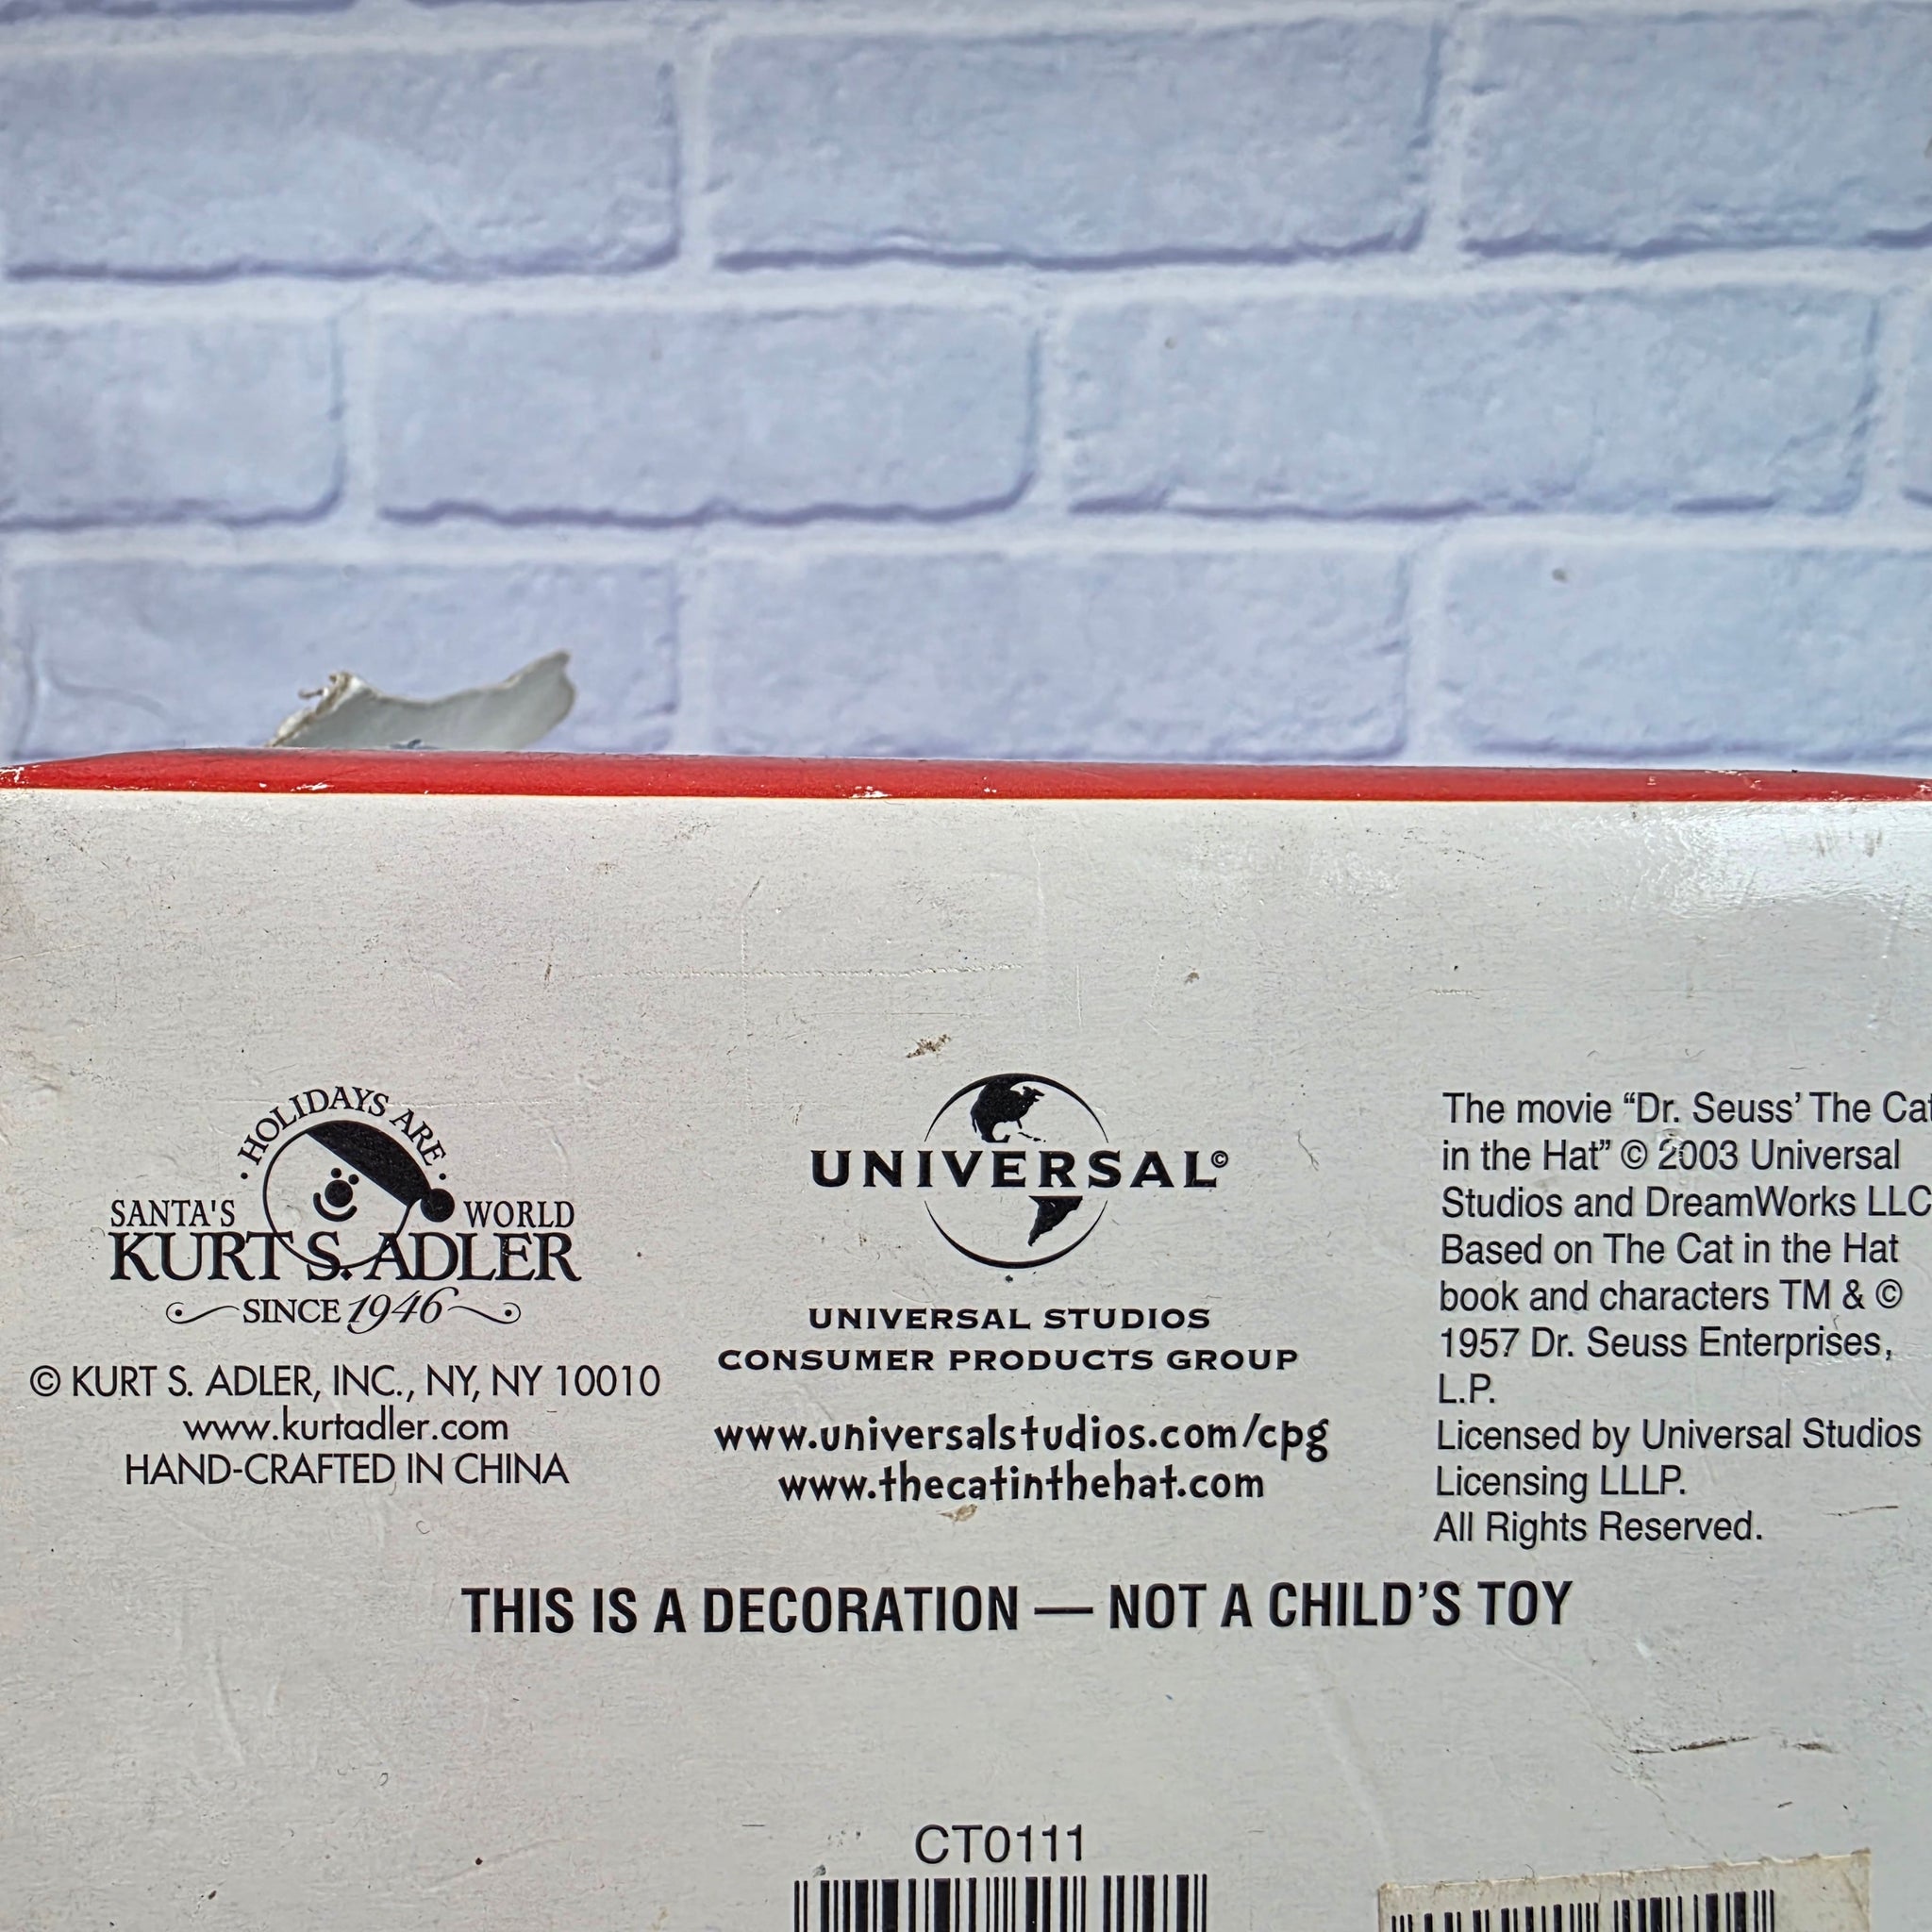 · HOLIDAYS ARE ·
SANTA'S WORLD
KURT S. ADLER
SINCE 1946
© KURT S. ADLER, INC., NY, NY 10010
www.kurtadler.com
HAND-CRAFTED IN CHINA
UNIVERSAL©
UNIVERSAL STUDIOS
CONSUMER PRODUCTS GROUP
www.universalstudios.com/cpg
www.thecatinthehat.com
The movie “Dr. Seuss’ The Cat
in the Hat” © 2003 Universal
Studios and DreamWorks LLC
Based on The Cat in the Hat
book and characters TM & ©
1957 Dr. Seuss Enterprises,
L.P.
Licensed by Universal Studios
Licensing LLLP.
All Rights Reserved.
THIS IS A DECORATION — NOT A CHILD’S TOY
CT0111